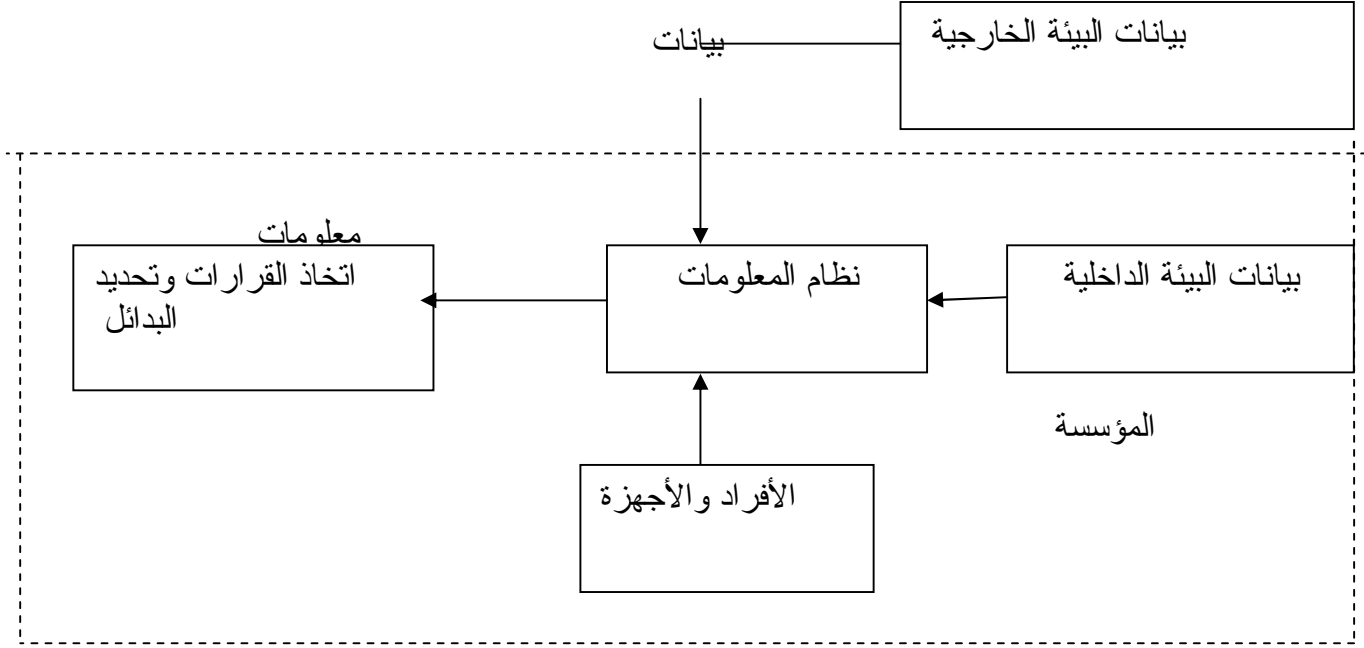 بيانات البيئة الخارجية
بيانات
معلومات
بيانات البيئة الداخلية
نظام المعلومات
اتخاذ القرارات وتحديد
البدائل
المؤسسة
الأفراد والأجهزة